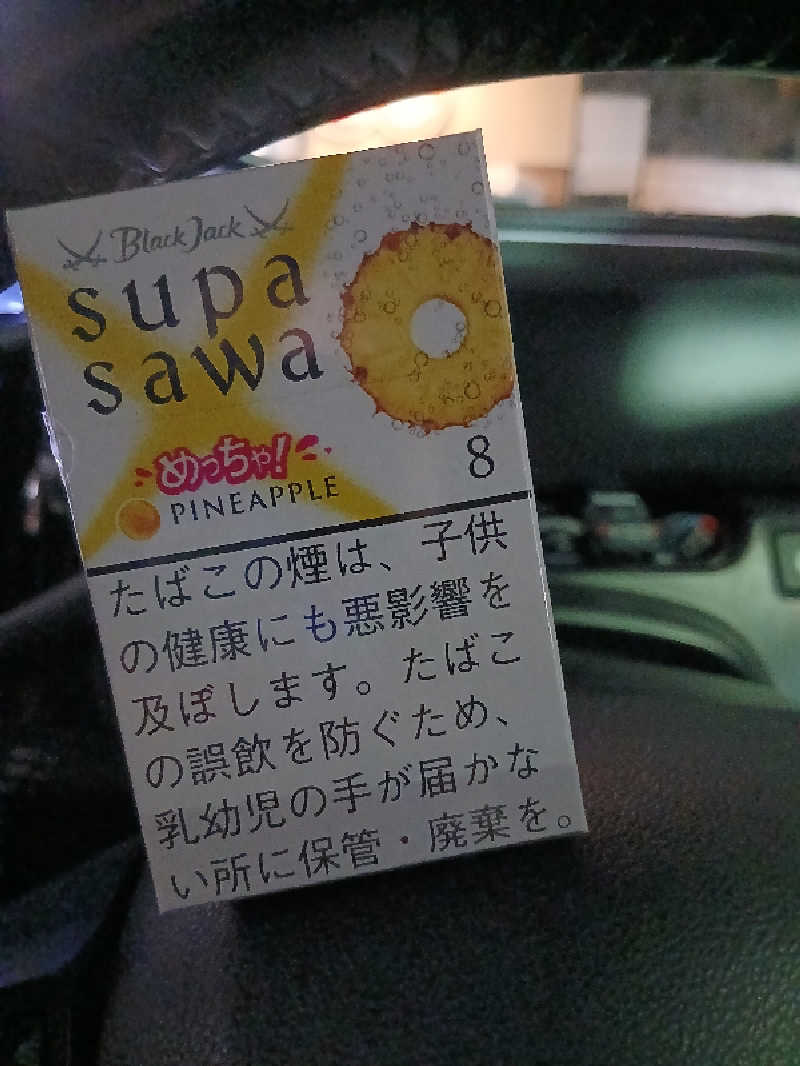 Black Jack
supa
sawa
めっちゃ!
PINEAPPLE
8
たばこの煙は、子供
の健康にも悪影響を
及ぼします。たばこ
の誤飲を防ぐため、
乳幼児の手が届かな
い所に保管・廃棄を。